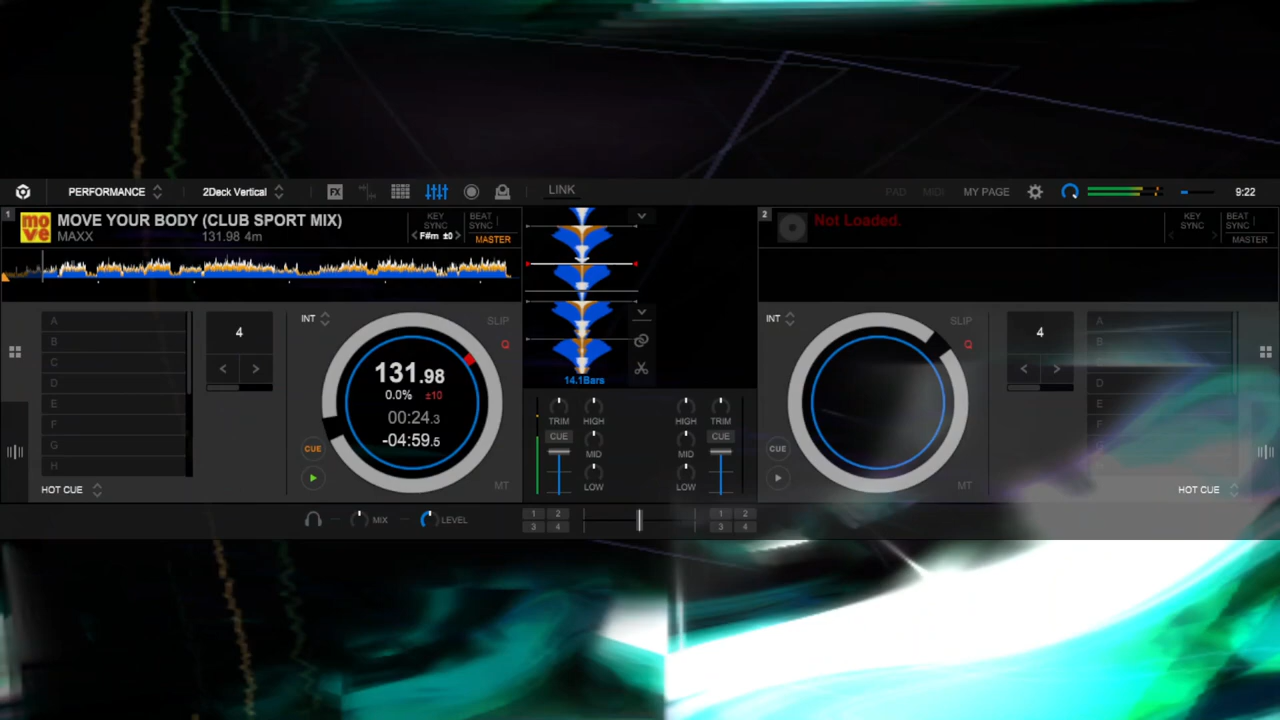 PERFORMANCE
2Deck Vertical
FX
LINK
PAD
MIDI
MY PAGE
9:22
1
mo
ve
MOVE YOUR BODY (CLUB SPORT MIX)
MAXX
131.98 4m
KEY
SYNC
F#m ±0
BEAT
SYNC
MASTER
2
Not Loaded.
KEY
SYNC
BEAT
SYNC
MASTER
A
B
C
D
E
F
G
H
HOT CUE
4
INT
SLIP
Q
131.98
0.0% ±10
00:24.3
-04:59.5
CUE
MT
14.1Bars
TRIM
HIGH
CUE
MID
LOW
HIGH
TRIM
CUE
MID
LOW
INT
SLIP
Q
CUE
MT
4
A
B
D
E
F
HOT CUE
MIX
LEVEL
1 2
3 4
1 2
3 4